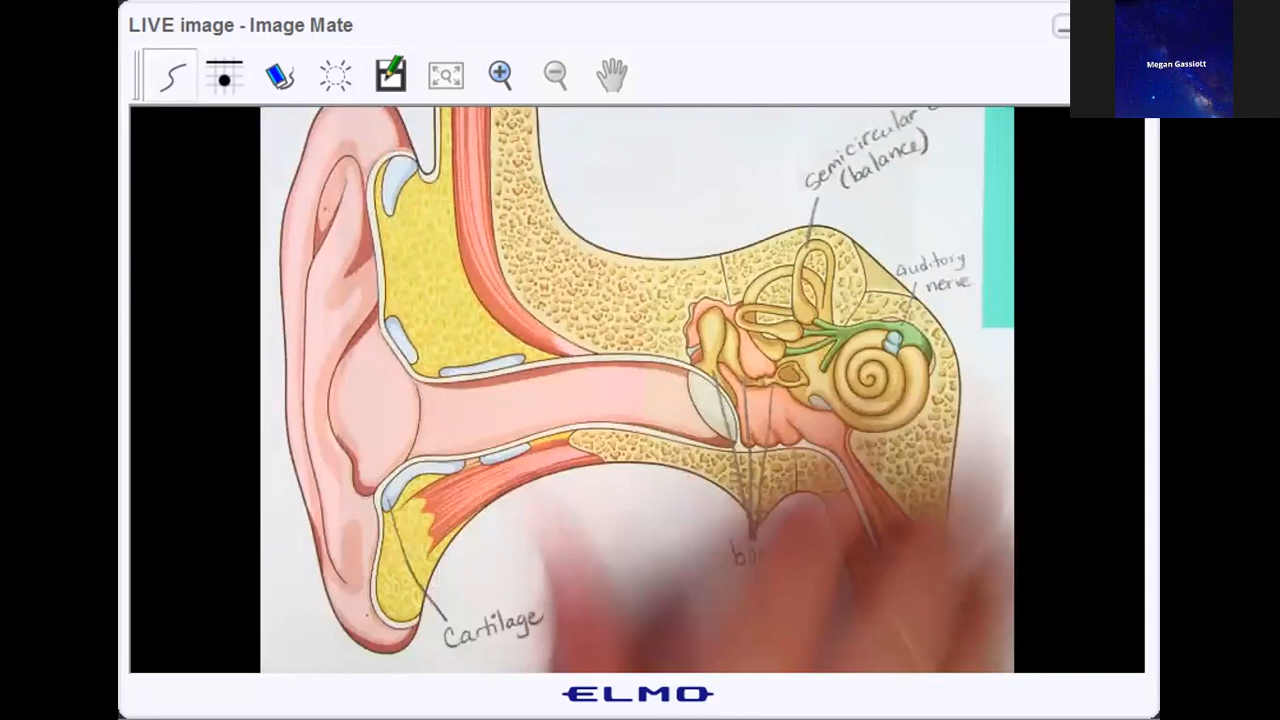 LIVE image - Image Mate
Megan Gassiott
semicircular
(balance)
auditory
nerve
Cartilage
ELMO